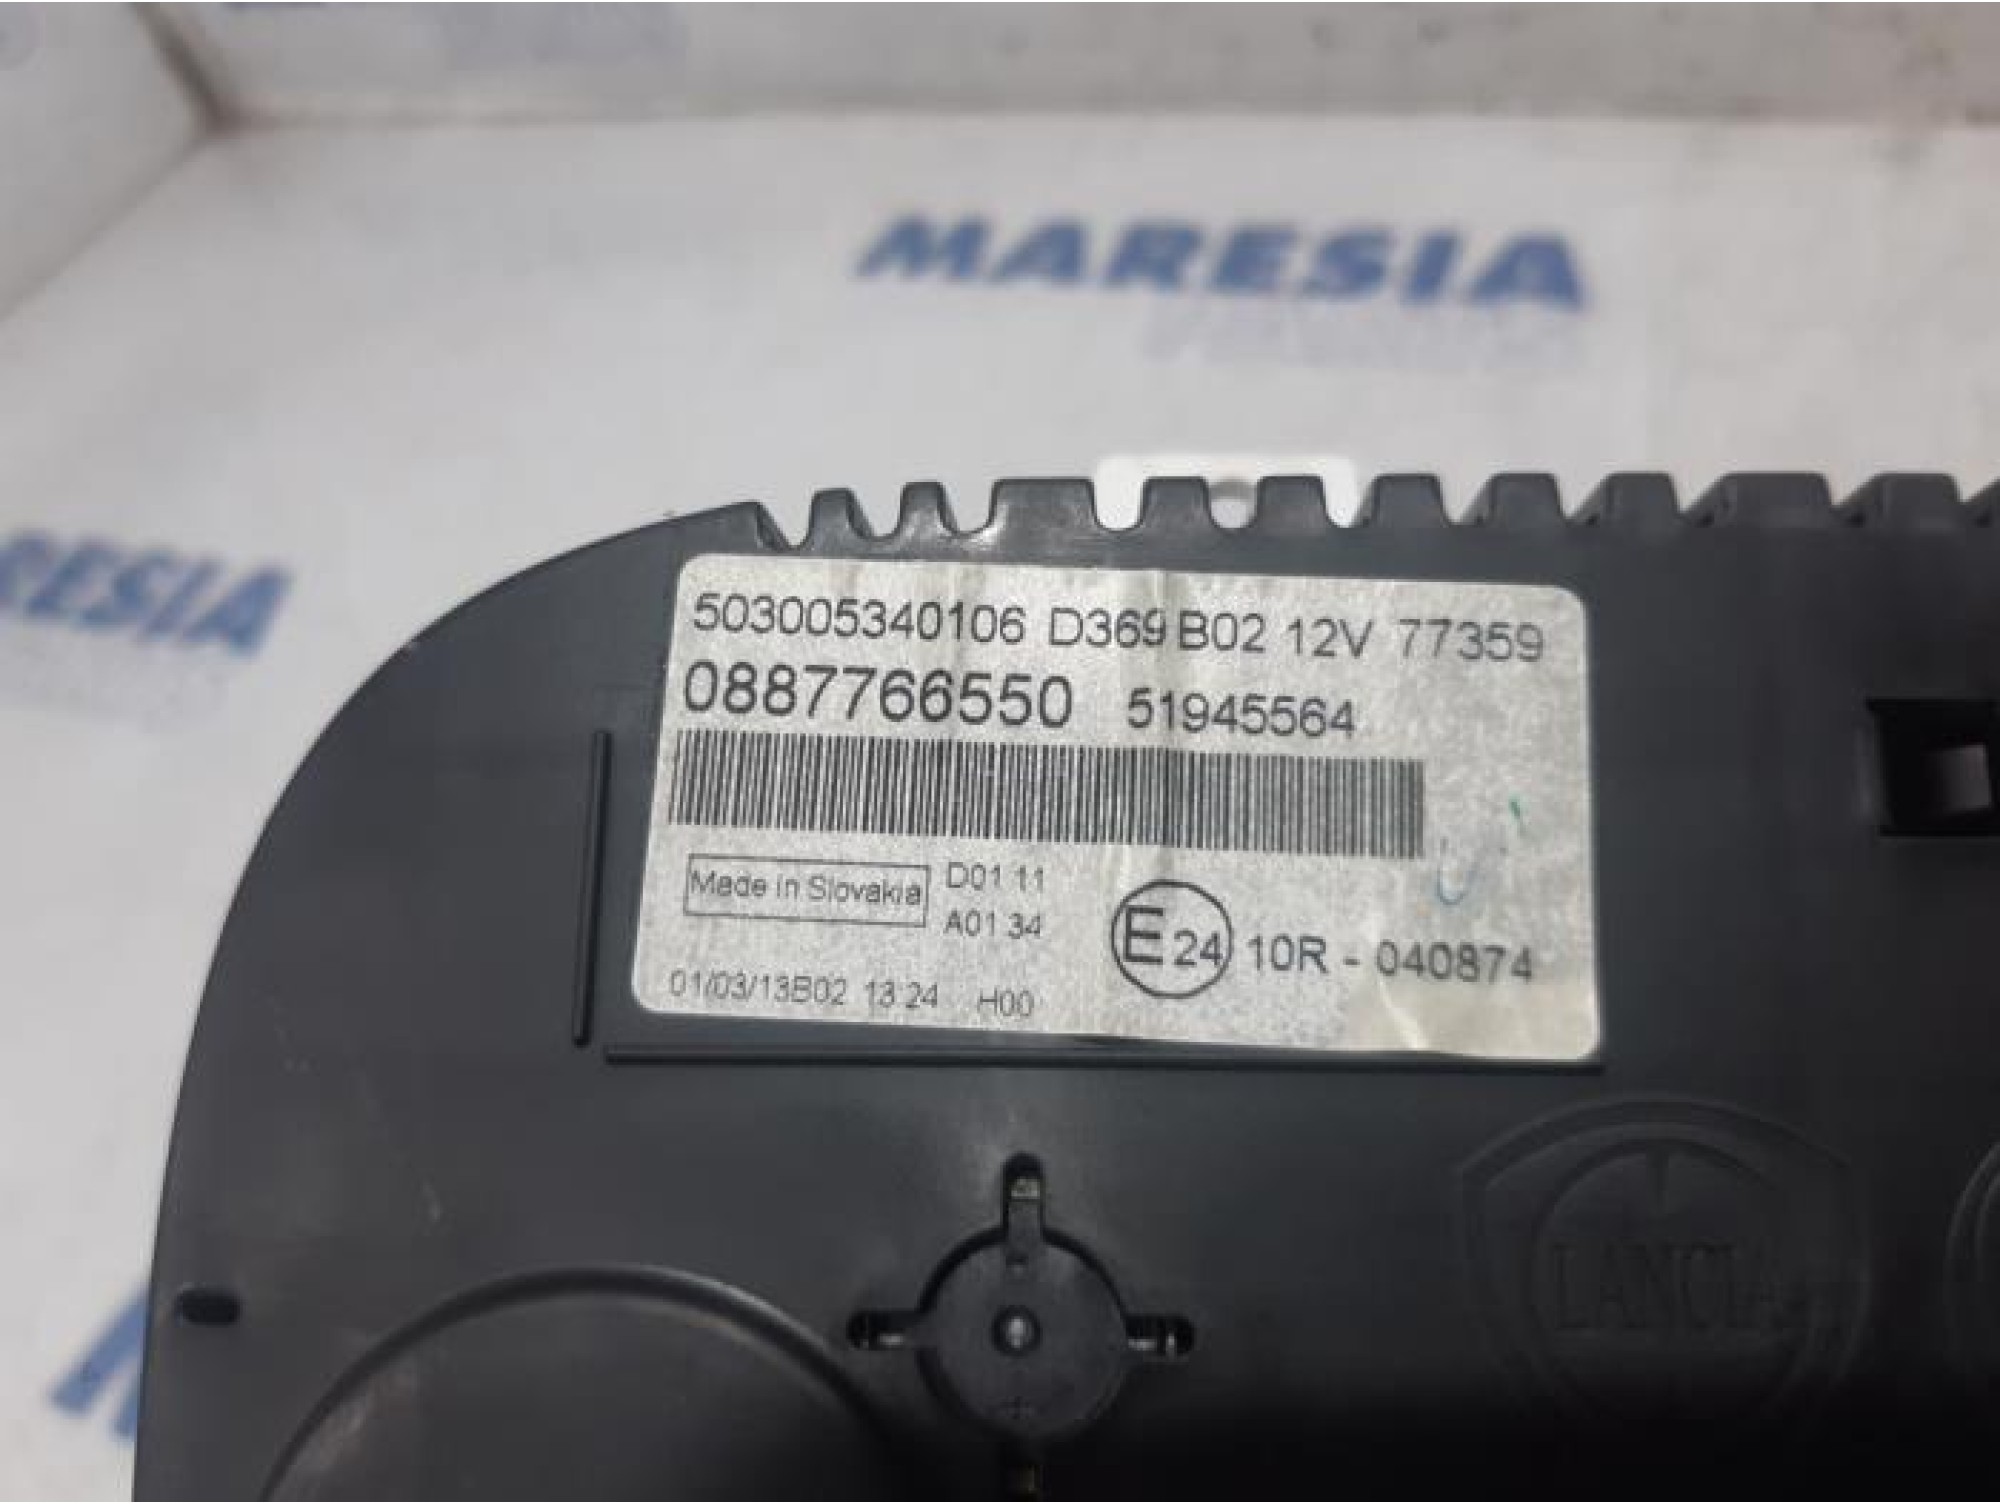 MARESIA
RESIA
503005340106 D369 B02 12V 77359
0887766550 51945564
Made in Slovakia D01 11
A01 34
E24 10R - 040874
01/03/13B02 13 24 H00
LANCIA